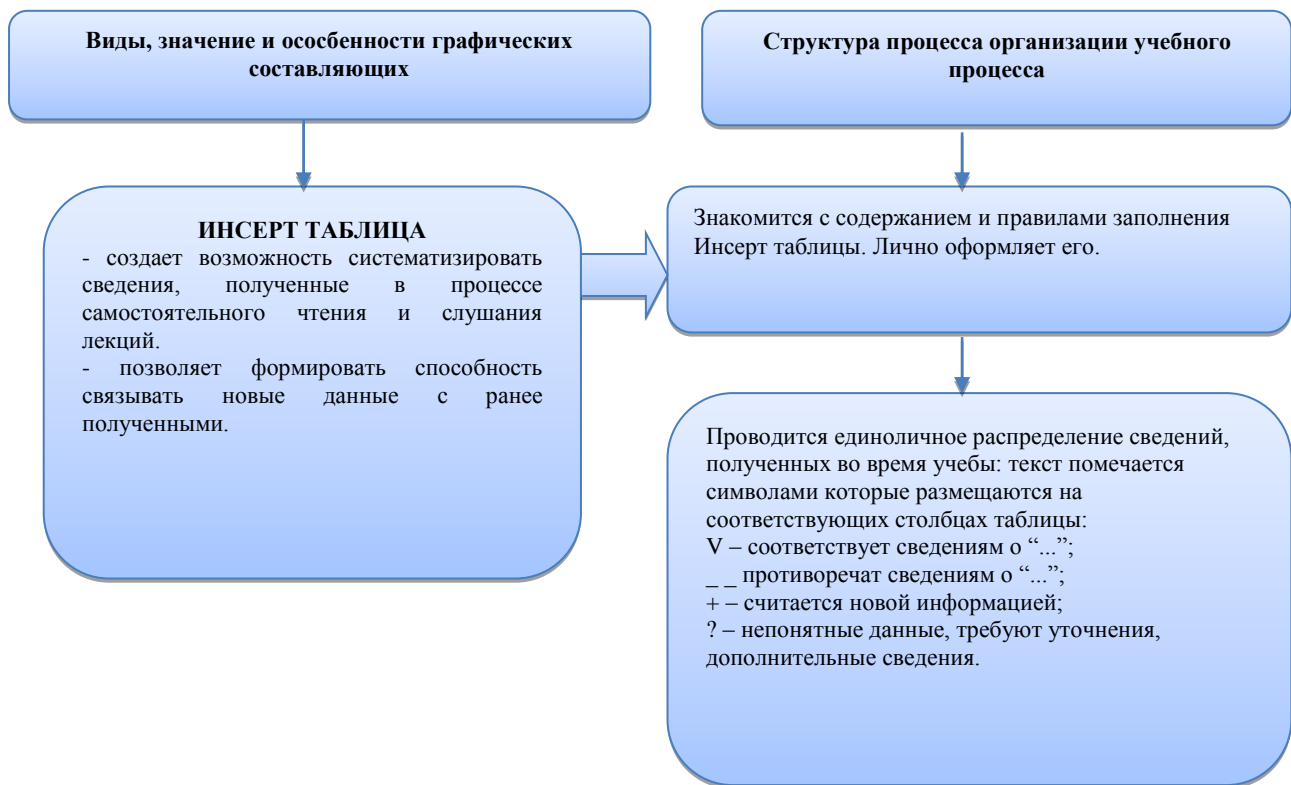 Виды, значение и ососбенности графических
составляющих
Структура процесса организации учебного
процесса
ИНСЕРТ ТАБЛИЦА
- создает возможность систематизировать
сведения, полученные в процессе
самостоятельного чтения и слушания
лекций.
- позволяет формировать способность
связывать новые данные с ранее
полученными.
Знакомится с содержанием и правилами заполнения
Инсерт таблицы. Лично оформляет его.
Проводится единоличное распределение сведений,
полученных во время учебы: текст помечается
символами которые размещаются на
соответствующих столбцах таблицы:
V – соответствует сведениям о “...”;
_ _ противоречат сведениям о “...”;
+ – считается новой информацией;
? – непонятные данные, требуют уточнения,
дополнительные сведения.